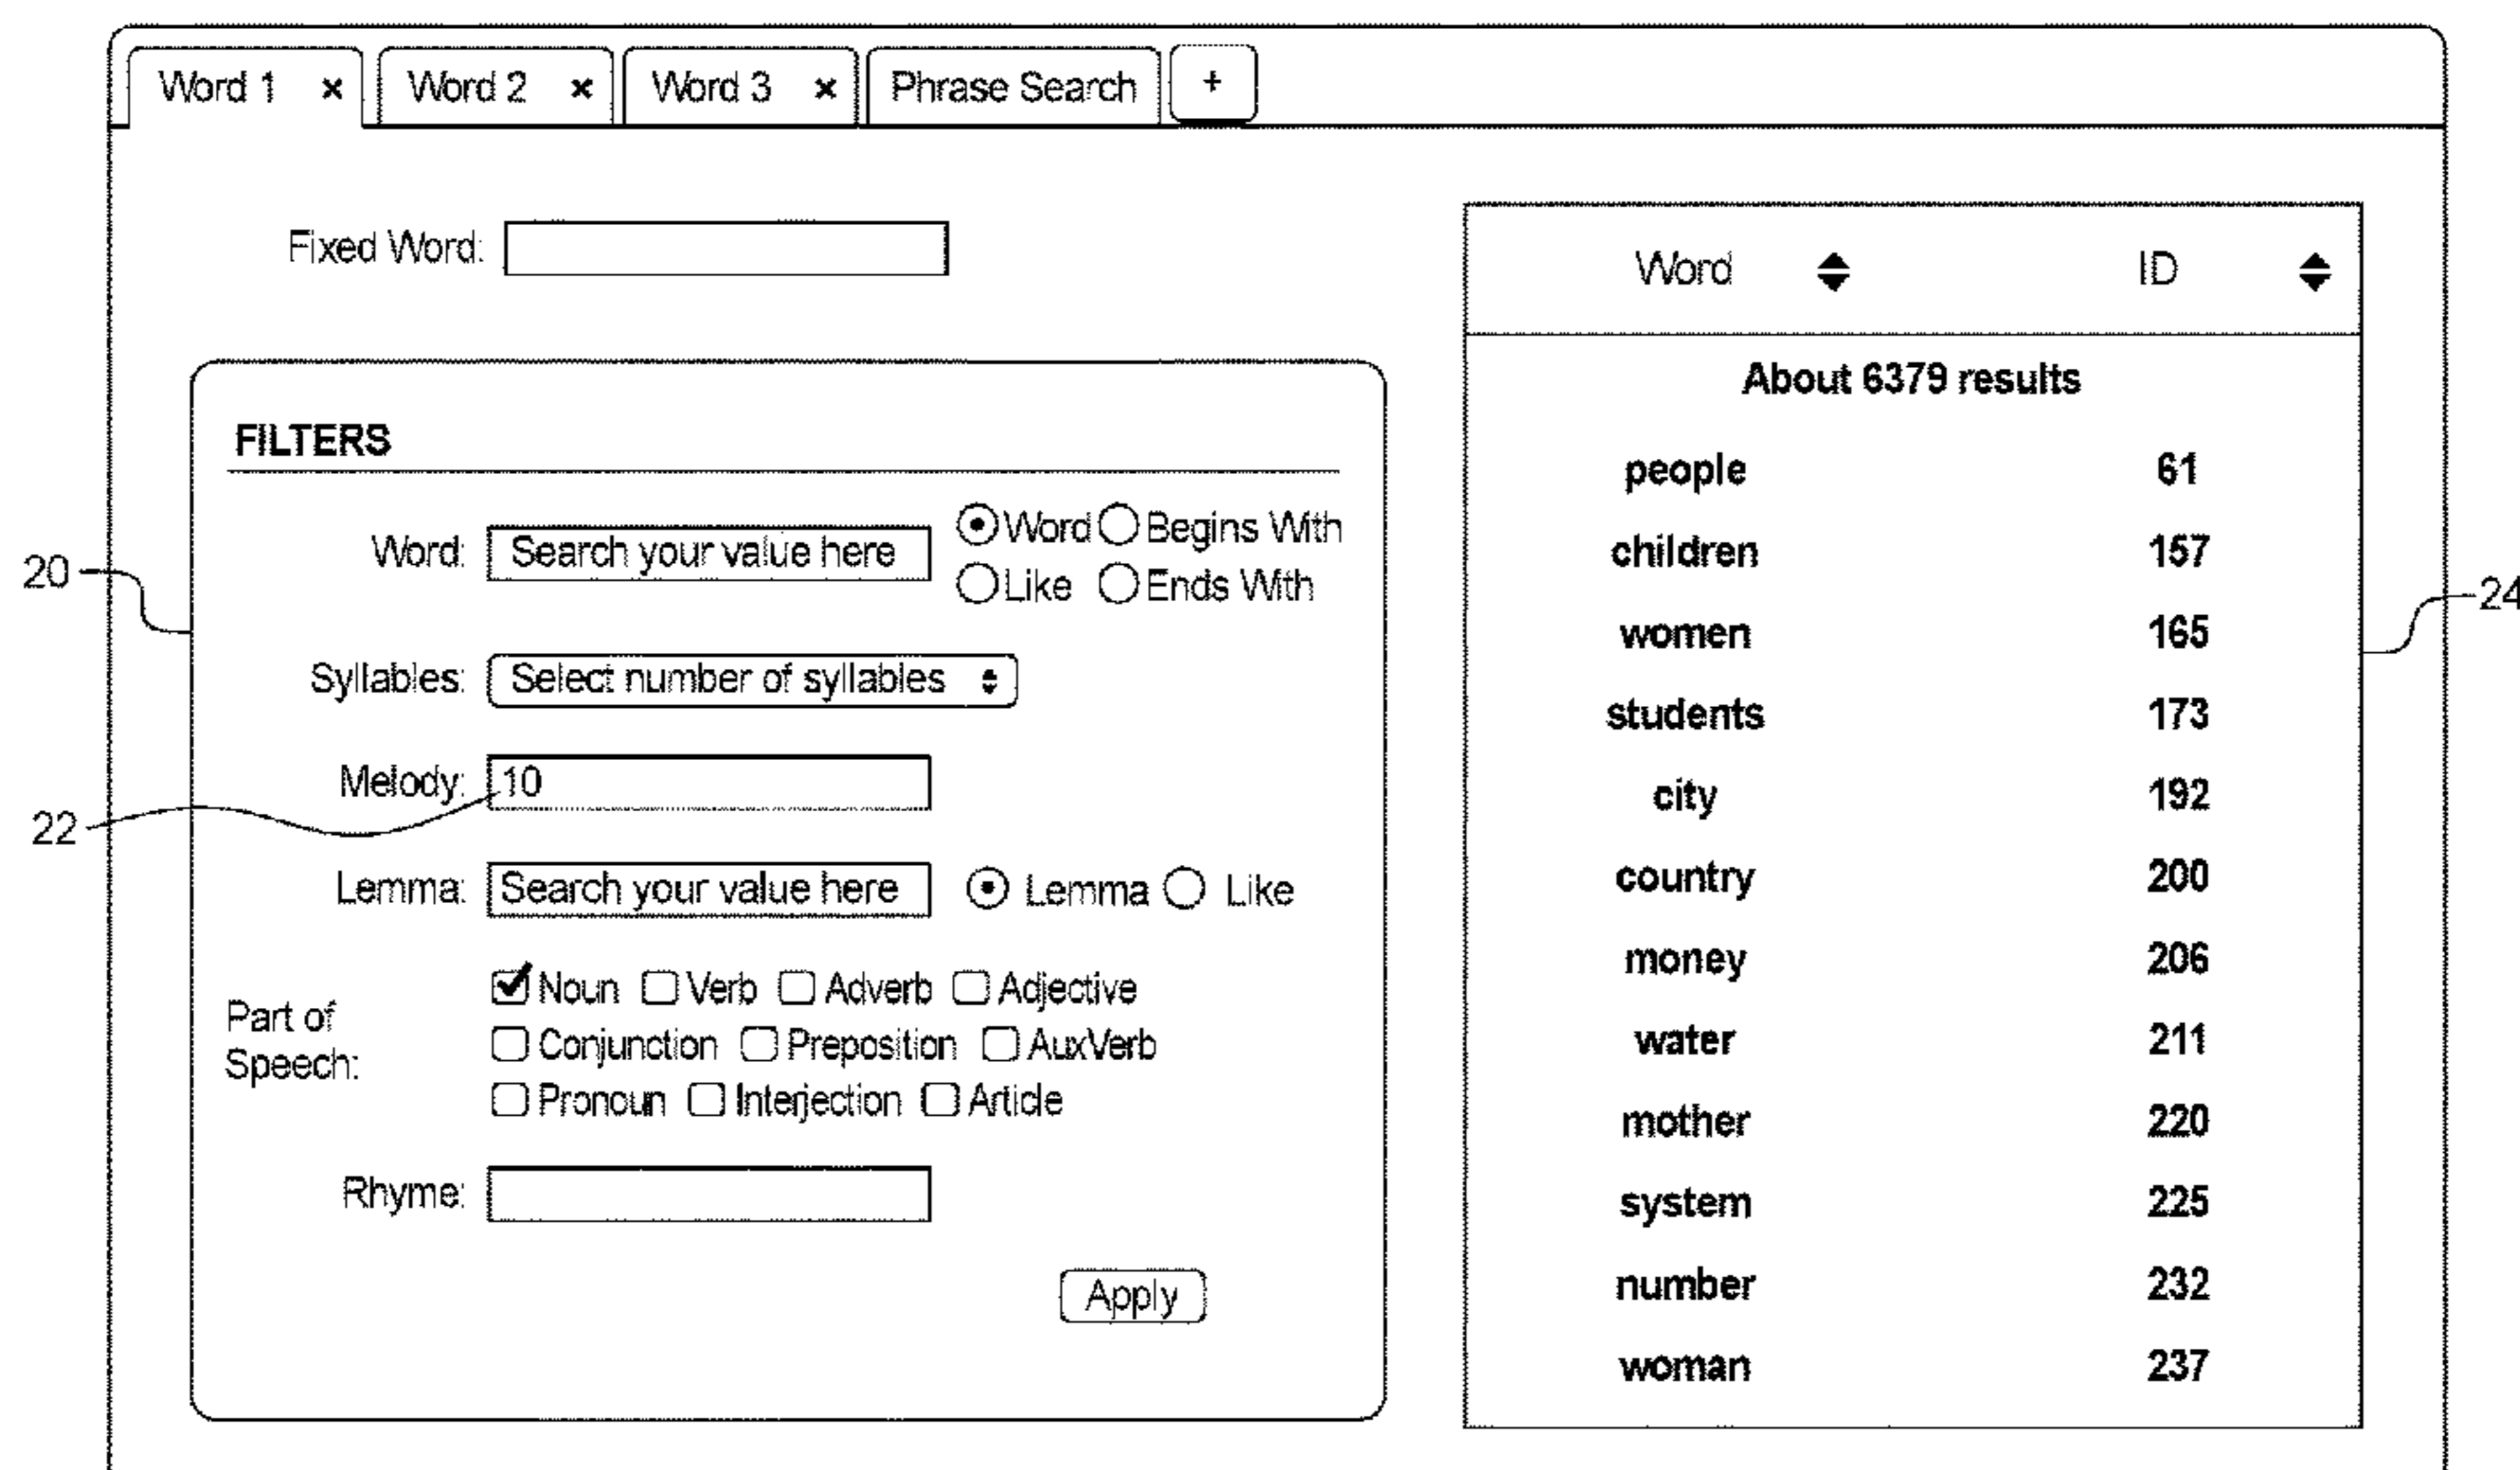 Word 1 × Word 2 × Word 3 × Phrase Search +
Fixed Word:
FILTERS
Word: Search your value here
Word Begins With
Like Ends With
Syllables: Select number of syllables
Melody: 10
Lemma: Search your value here Lemma Like
Part of
Speech:
Noun Verb Adverb Adjective
Conjunction Preposition AuxVerb
Pronoun Interjection Article
Rhyme:
Apply
20
22
Word ID
About 6379 results
people 61
children 157
women 165
students 173
city 192
country 200
money 206
water 211
mother 220
system 225
number 232
woman 237
24